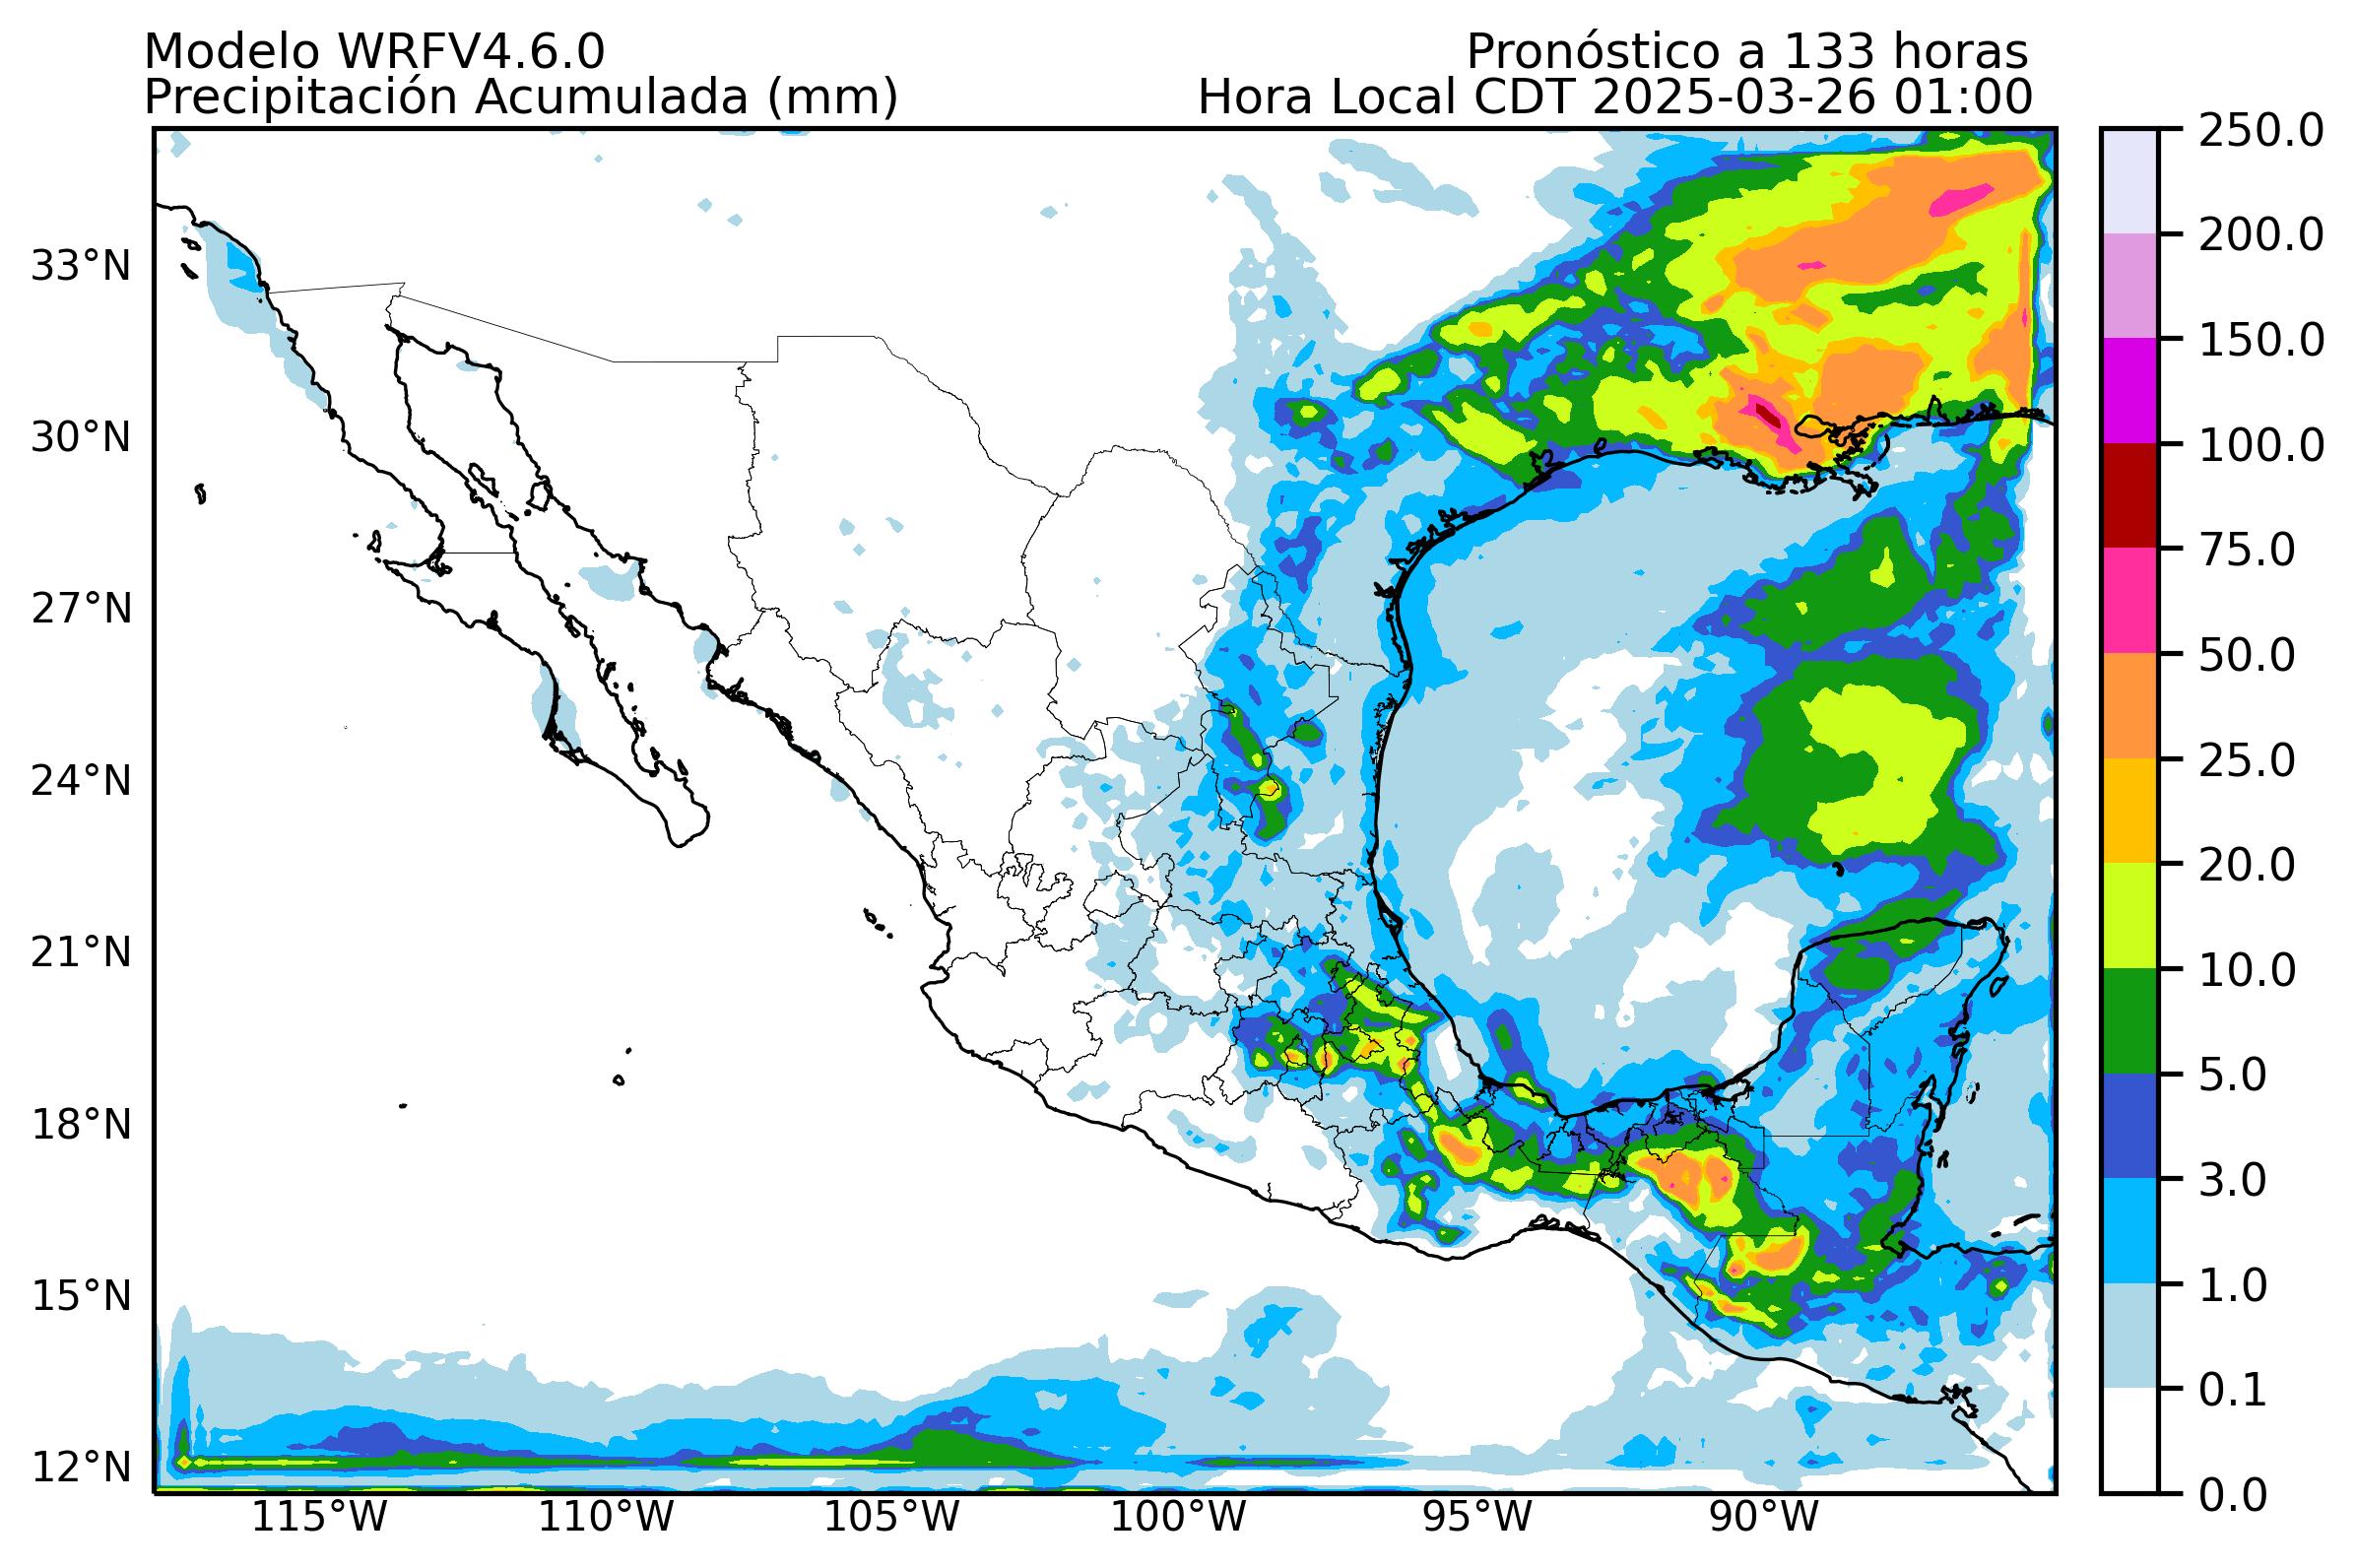 Modelo WRFV4.6.0
Pronóstico a 133 horas
Precipitación Acumulada (mm)
Hora Local CDT 2025-03-26 01:00
33°N
30°N
27°N
24°N
21°N
18°N
15°N
12°N
115°W
110°W
105°W
100°W
95°W
90°W
250.0
200.0
150.0
100.0
75.0
50.0
25.0
20.0
10.0
5.0
3.0
1.0
0.1
0.0